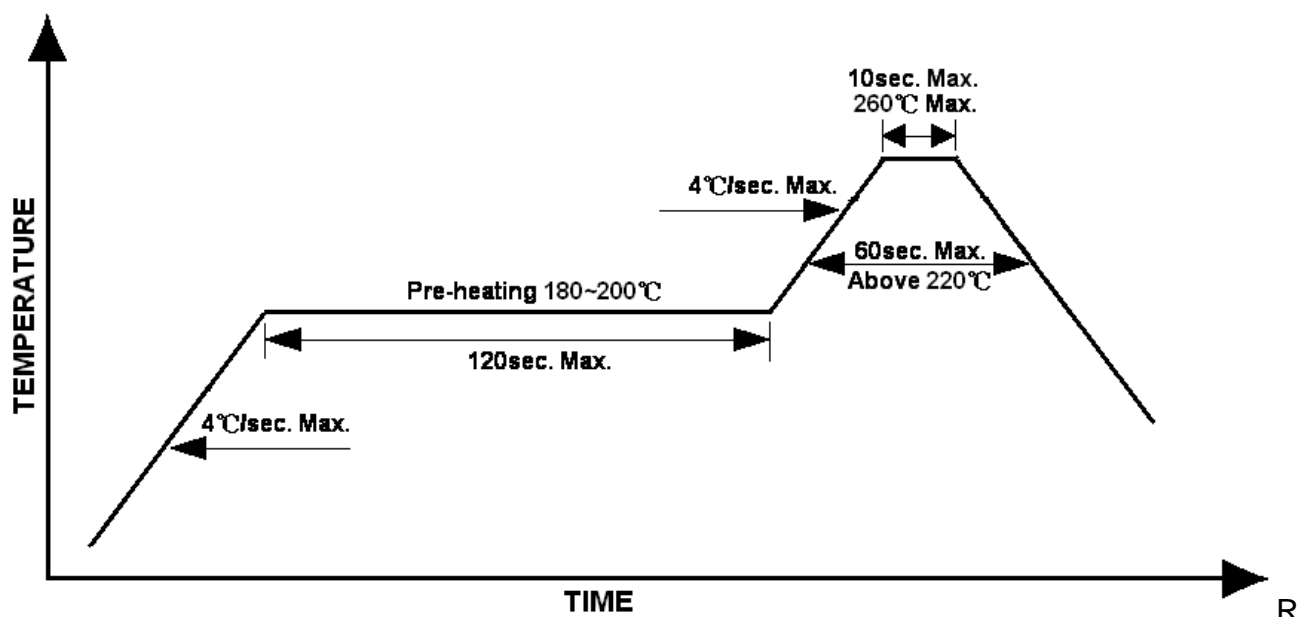 10sec. Max.
260℃ Max.
4℃/sec. Max.
60sec. Max.
Above 220℃
Pre-heating 180~200℃
120sec. Max.
4℃/sec. Max.
TEMPERATURE
TIME
R